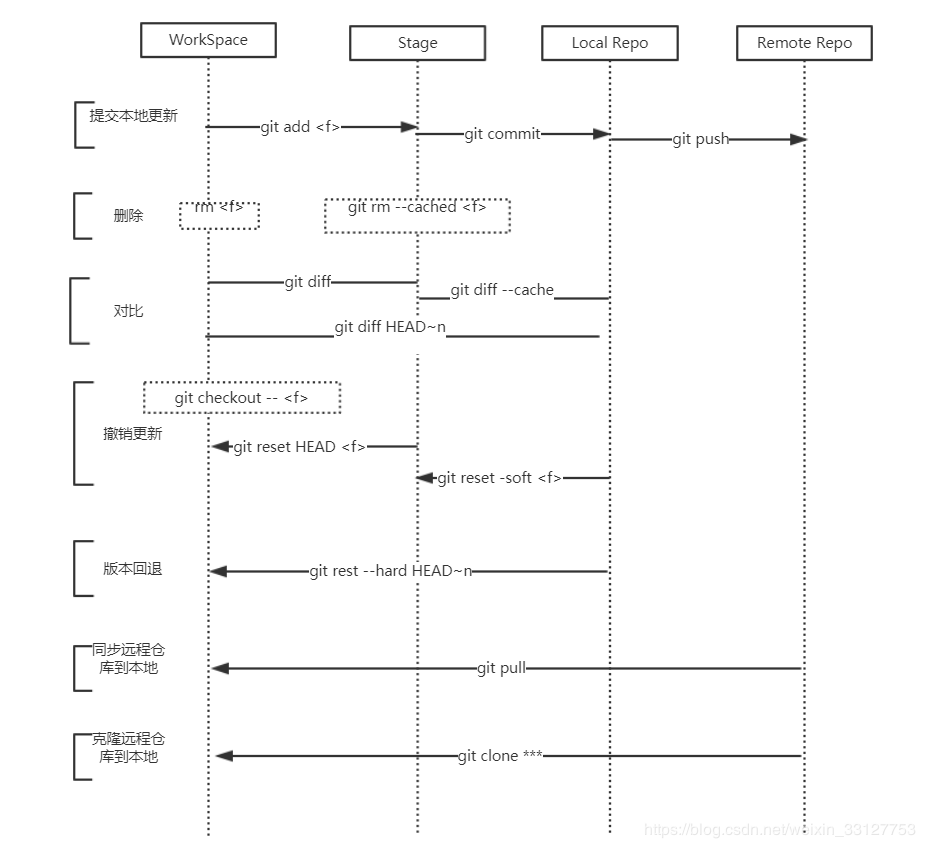 WorkSpace
Stage
Local Repo
Remote Repo
提交本地更新
git add <f>
git commit
git push
删除
rm <f>
git rm --cached <f>
对比
git diff
git diff --cache
git diff HEAD~n
撤销更新
git checkout -- <f>
git reset HEAD <f>
git reset -soft <f>
版本回退
git rest --hard HEAD~n
同步远程仓
库到本地
git pull
克隆远程仓
库到本地
git clone ***
https://blog.csdn.net/weixin_33127753